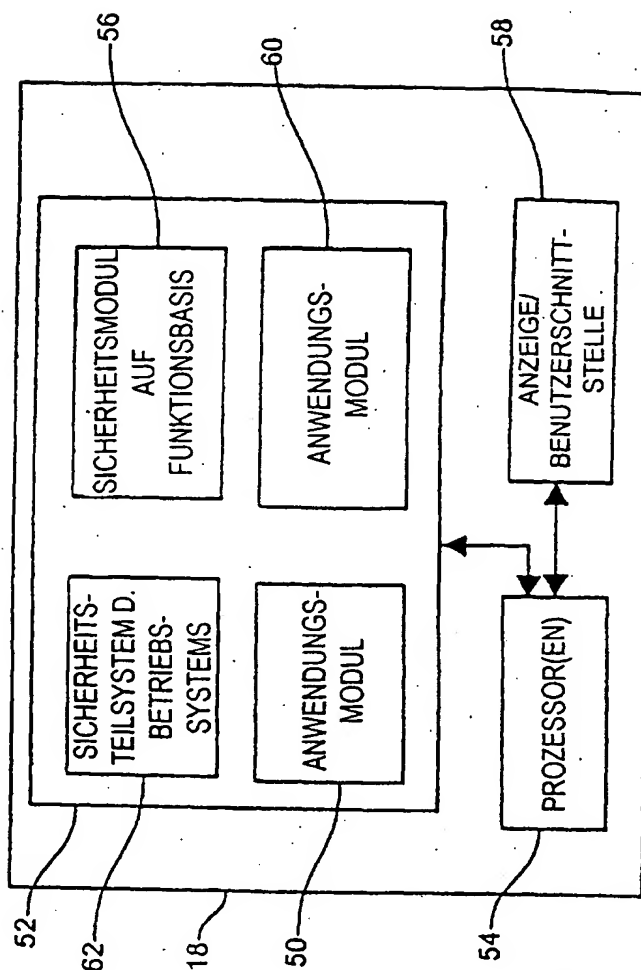 52
62
18
50
54
SICHERHEITS-
TEILSYSTEM D.
BETRIEBS-
SYSTEMS
SICHERHEITSMODUL
AUF
FUNKTIONSBASIS
56
ANWENDUNGS-
MODUL
ANWENDUNGS-
MODUL
60
PROZESSOR(EN)
ANZEIGE/
BENUTZERSCHNITT-
STELLE
58